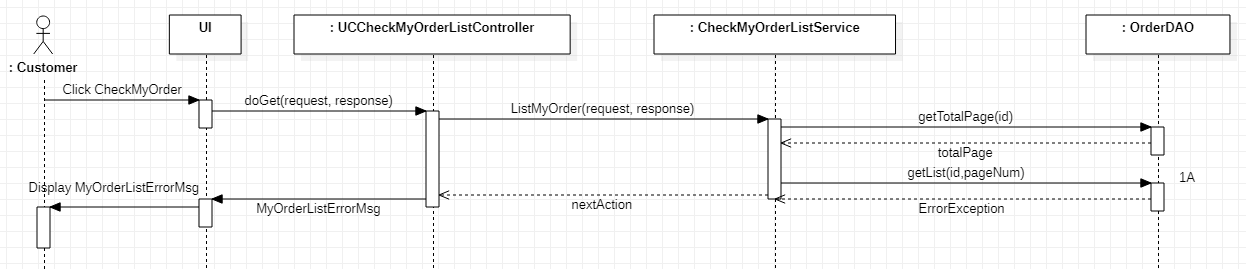 : Customer
UI
: UCCheckMyOrderListController
: CheckMyOrderListService
: OrderDAO
Click CheckMyOrder
doGet(request, response)
ListMyOrder(request, response)
getTotalPage(id)
totalPage
getList(id,pageNum)
1A
ErrorException
nextAction
MyOrderListErrorMsg
Display MyOrderListErrorMsg